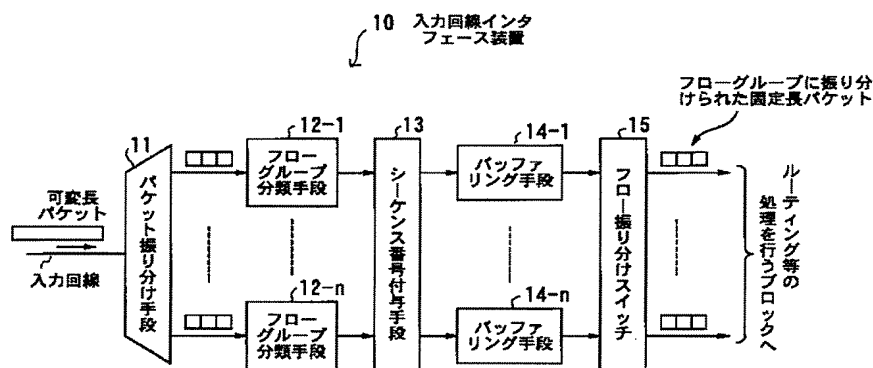 10 入力回線インタ
フェース装置
フローグループに振り分
けられた固定長パケット
11
12-1
13
14-1
15
可変長
パケット
入力回線
パケット振り分け手段
フロー
グループ
分類手段
シーケンス番号付与手段
バッファ
リング手段
フロー振り分けスイッチ
ルーティング等の
処理を行うブロックへ
12-n
フロー
グループ
分類手段
14-n
バッファ
リング手段